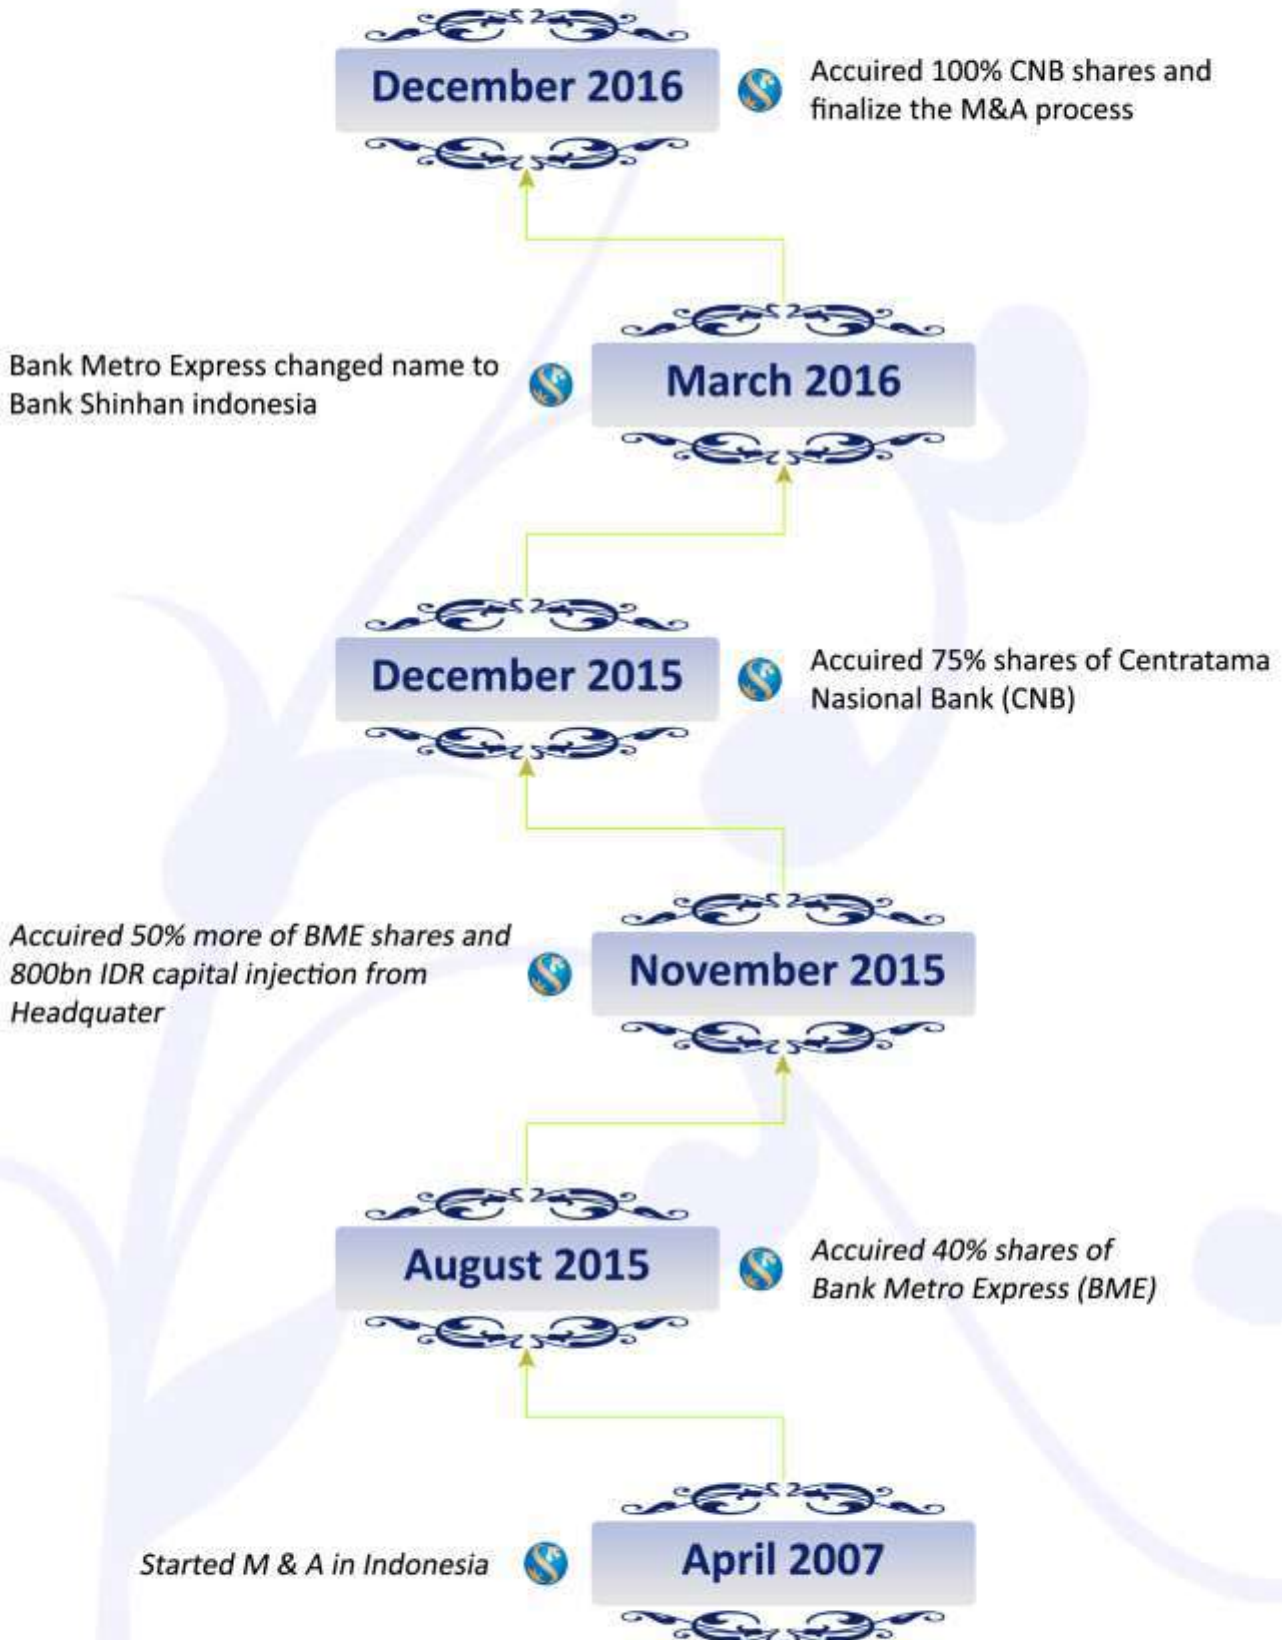 December 2016
Accuired 100% CNB shares and
finalize the M&A process
Bank Metro Express changed name to
Bank Shinhan indonesia
March 2016
December 2015
Accuired 75% shares of Centratama
Nasional Bank (CNB)
Accuired 50% more of BME shares and
800bn IDR capital injection from
Headquater
November 2015
August 2015
Accuired 40% shares of
Bank Metro Express (BME)
Started M & A in Indonesia
April 2007